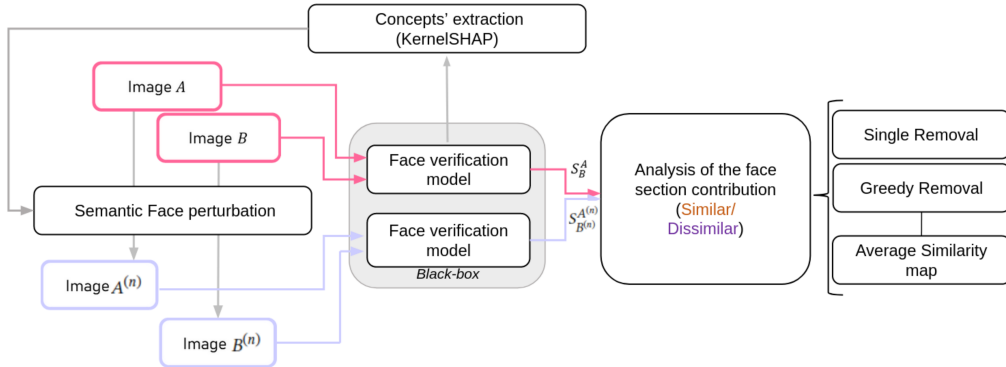 Concepts' extraction
(KernelSHAP)
Image A
Image B
Semantic Face perturbation
Image A^(n)
Image B^(n)
Face verification
model
Face verification
model
Black-box
S_B^A
S_{B^(n)}^{A^(n)}
Analysis of the face
section contribution
(Similar/
Dissimilar)
Single Removal
Greedy Removal
Average Similarity
map